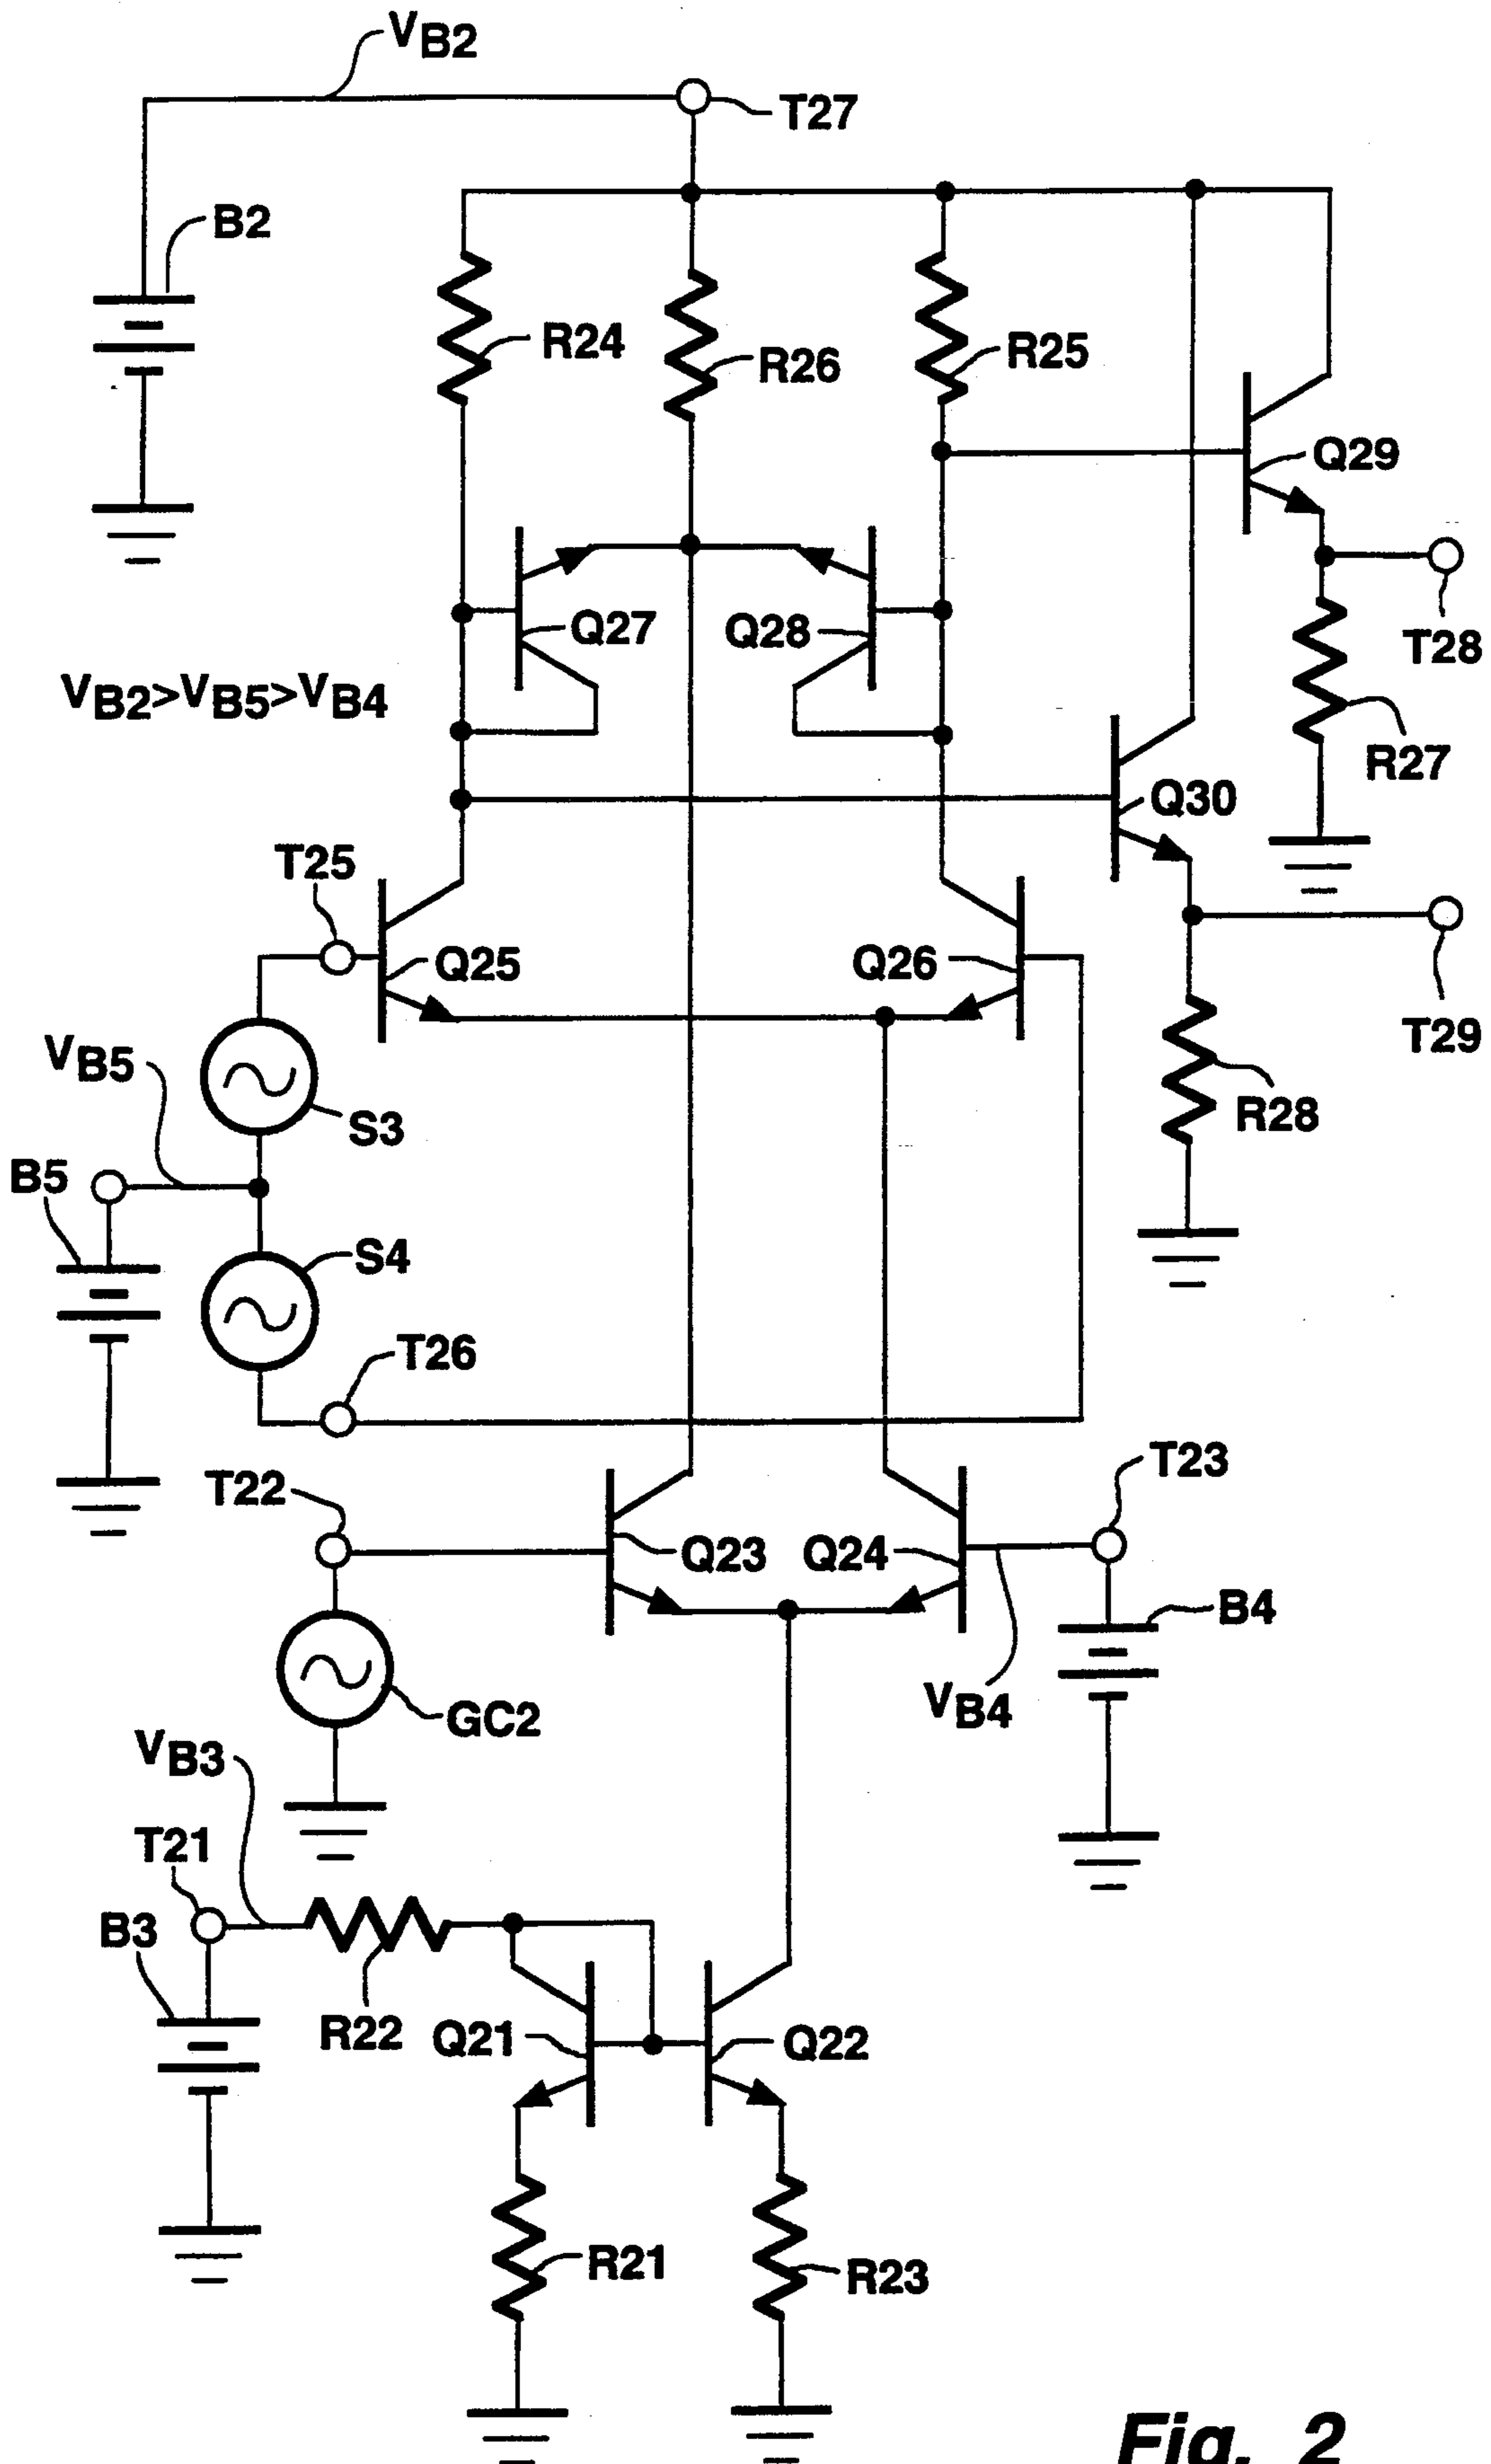 VB2
T27
B2
R24
R26
R25
Q29
Q27
Q28
T28
VB2>VB5>VB4
R27
Q30
T25
Q25
Q26
T29
VB5
S3
R28
B5
S4
T26
T23
T22
Q23
Q24
B4
VB4
GC2
VB3
T21
B3
R22
Q21
Q22
R21
R23
Fig. 2